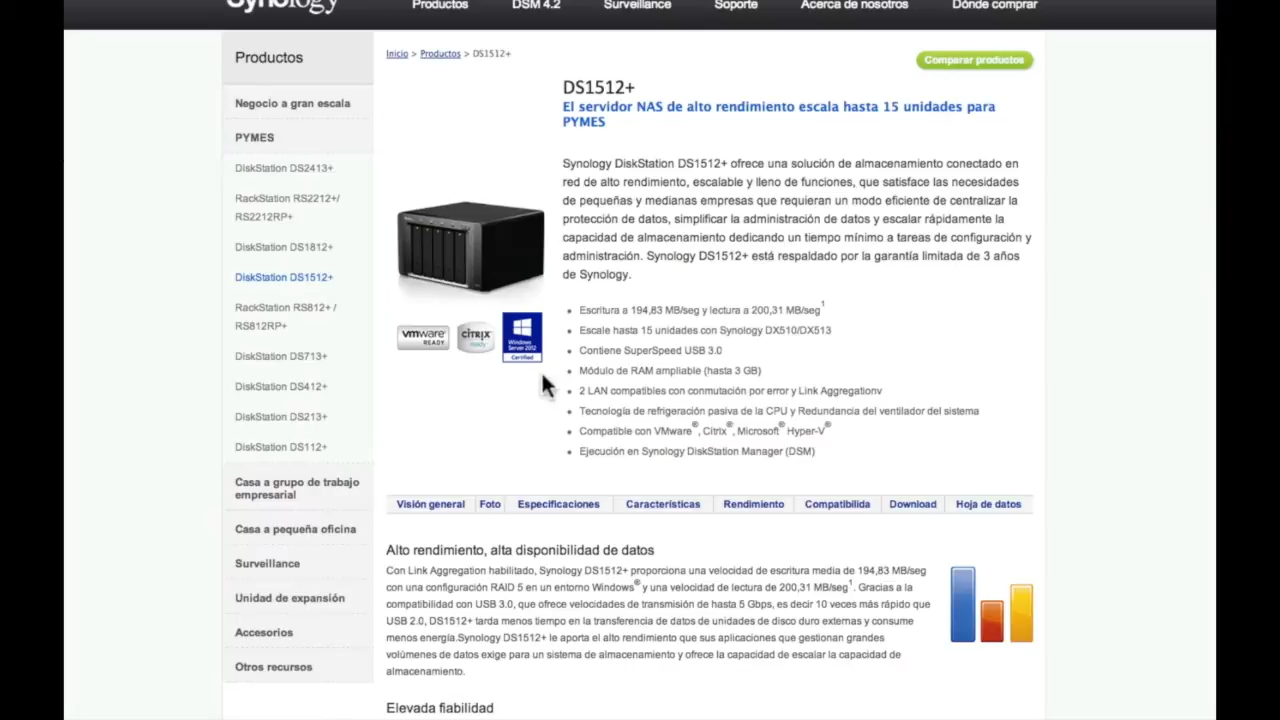 Synology
Productos
DSM 4.2
Surveillance
Soporte
Acerca de nosotros
Dónde comprar
Productos
Negocio a gran escala
PYMES
DiskStation DS2413+
RackStation RS2212+/
RS2212RP+
DiskStation DS1812+
DiskStation DS1512+
RackStation RS812+ /
RS812RP+
DiskStation DS713+
DiskStation DS412+
DiskStation DS213+
DiskStation DS112+
Casa a grupo de trabajo
empresarial
Casa a pequeña oficina
Surveillance
Unidad de expansión
Accesorios
Otros recursos
Inicio > Productos > DS1512+
Comparar productos
DS1512+
El servidor NAS de alto rendimiento escala hasta 15 unidades para
PYMES
Synology DiskStation DS1512+ ofrece una solución de almacenamiento conectado en
red de alto rendimiento, escalable y lleno de funciones, que satisface las necesidades
de pequeñas y medianas empresas que requieran un modo eficiente de centralizar la
protección de datos, simplificar la administración de datos y escalar rápidamente la
capacidad de almacenamiento dedicando un tiempo mínimo a tareas de configuración y
administración. Synology DS1512+ está respaldado por la garantía limitada de 3 años
de Synology.
vmware
READY
CITRIX
ready
Windows
Server 2012
Certified
• Escritura a 194,83 MB/seg y lectura a 200,31 MB/seg¹
• Escale hasta 15 unidades con Synology DX510/DX513
• Contiene SuperSpeed USB 3.0
• Módulo de RAM ampliable (hasta 3 GB)
• 2 LAN compatibles con conmutación por error y Link Aggregationv
• Tecnología de refrigeración pasiva de la CPU y Redundancia del ventilador del sistema
• Compatible con VMware®, Citrix®, Microsoft® Hyper-V®
• Ejecución en Synology DiskStation Manager (DSM)
Visión general
Foto
Especificaciones
Características
Rendimiento
Compatibilida
Download
Hoja de datos
Alto rendimiento, alta disponibilidad de datos
Con Link Aggregation habilitado, Synology DS1512+ proporciona una velocidad de escritura media de 194,83 MB/seg
con una configuración RAID 5 en un entorno Windows® y una velocidad de lectura de 200,31 MB/seg¹. Gracias a la
compatibilidad con USB 3.0, que ofrece velocidades de transmisión de hasta 5 Gbps, es decir 10 veces más rápido que
USB 2.0, DS1512+ tarda menos tiempo en la transferencia de datos de unidades de disco duro externas y consume
menos energía.Synology DS1512+ le aporta el alto rendimiento que sus aplicaciones que gestionan grandes
volúmenes de datos exige para un sistema de almacenamiento y ofrece la capacidad de escalar la capacidad de
almacenamiento.
Elevada fiabilidad